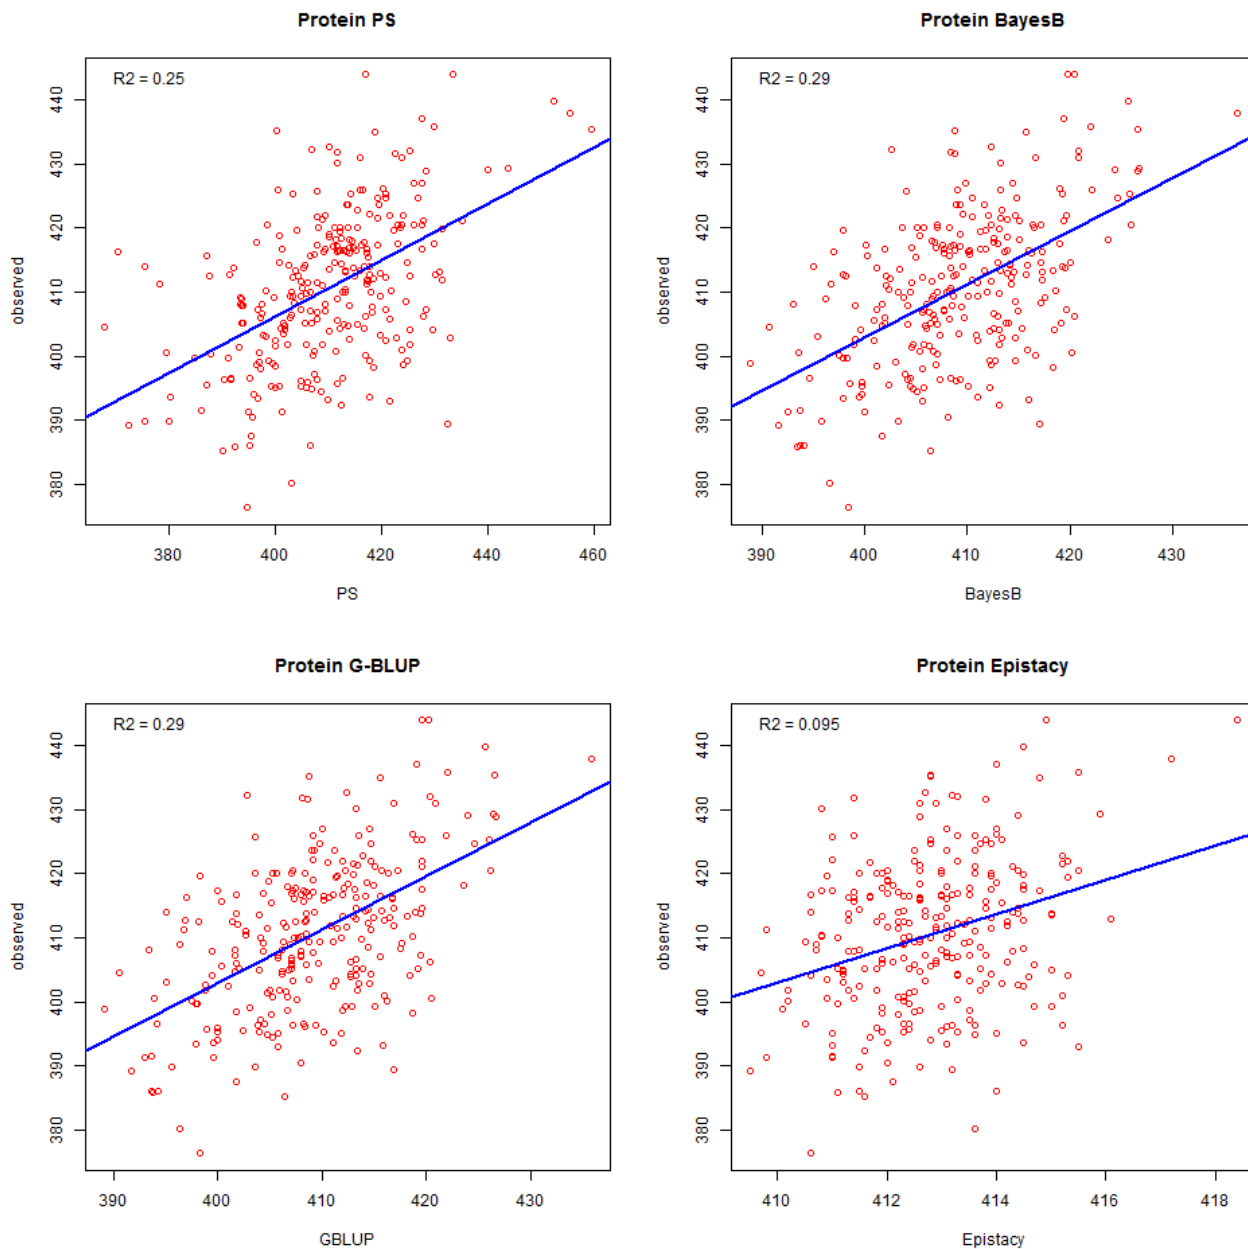 Protein PS
R2 = 0.25
observed
440
430
420
410
400
390
380
380 400 420 440 460
PS
Protein BayesB
R2 = 0.29
observed
440
430
420
410
400
390
380
390 400 410 420 430
BayesB
Protein G-BLUP
R2 = 0.29
observed
440
430
420
410
400
390
380
390 400 410 420 430
GBLUP
Protein Epistacy
R2 = 0.095
observed
440
430
420
410
400
390
380
410 412 414 416 418
Epistacy